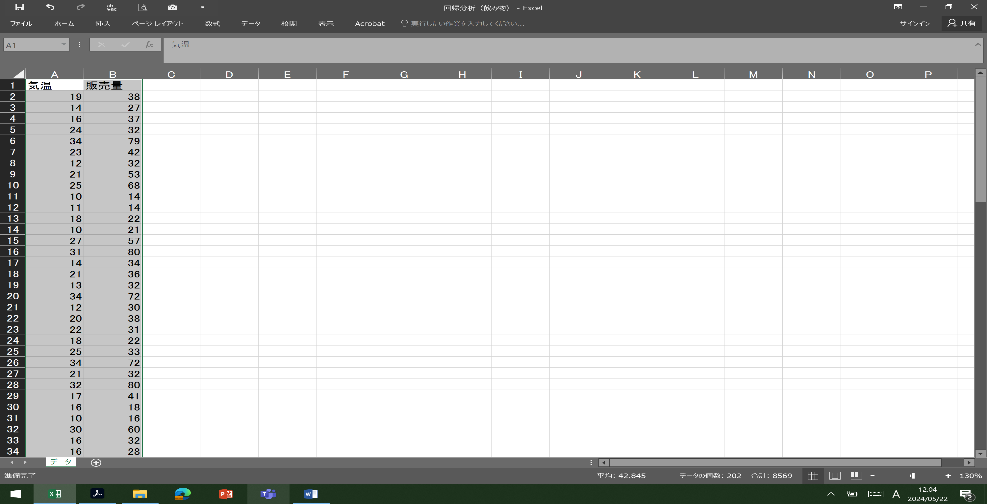 回帰分析（飲み物） - Excel
ファイル ホーム 挿入 ページ レイアウト 数式 データ 校閲 表示 Acrobat 実行したい作業を入力してください... サインイン 共有
A1 fx 気温
A B C D E F G H I J K L M N O P
1 気温 販売量
2 19 38
3 14 27
4 16 37
5 24 32
6 34 79
7 23 42
8 12 32
9 21 53
10 25 68
11 10 14
12 11 14
13 18 22
14 10 21
15 27 57
16 31 80
17 14 34
18 21 36
19 13 32
20 34 72
21 12 30
22 20 38
23 22 31
24 18 22
25 25 33
26 34 72
27 21 32
28 32 80
29 17 41
30 16 18
31 10 16
32 30 60
33 16 32
34 16 28
データ
準備完了 平均: 42.845 データの個数: 202 合計: 8569 130%
A 12:04
2024/05/22